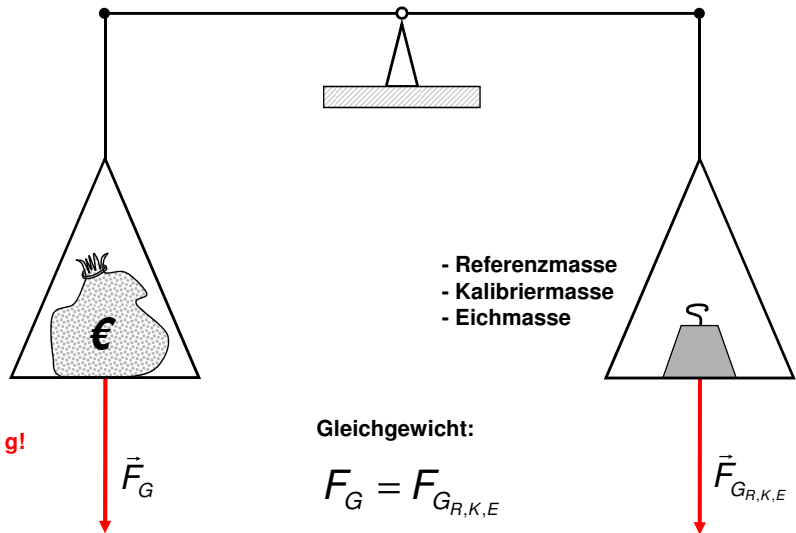 - Referenzmasse
- Kalibriermasse
- Eichmasse
€
g!
Gleichgewicht:
F⃗_G
F_G = F_{G_{R,K,E}}
F⃗_{G_{R,K,E}}